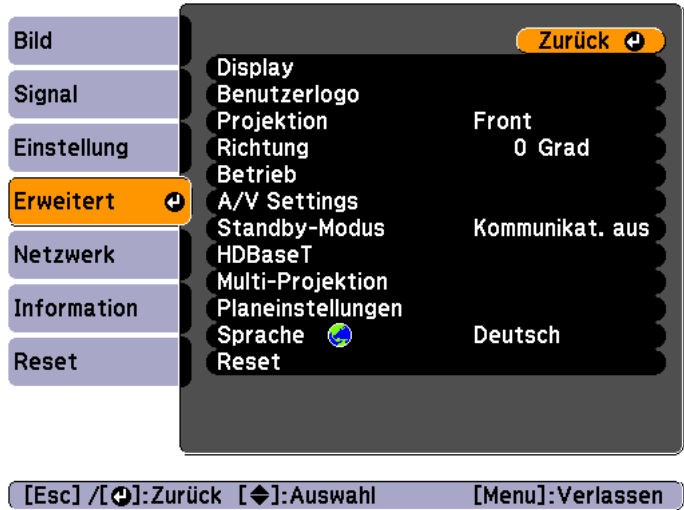 Bild
Signal
Einstellung
Erweitert
Netzwerk
Information
Reset
Zurück
Display
Benutzerlogo
Projektion Front
Richtung 0 Grad
Betrieb
A/V Settings
Standby-Modus Kommunikat. aus
HDBaseT
Multi-Projektion
Planeinstellungen
Sprache Deutsch
Reset
[Esc] /[ ]:Zurück [ ]:Auswahl [Menu]:Verlassen